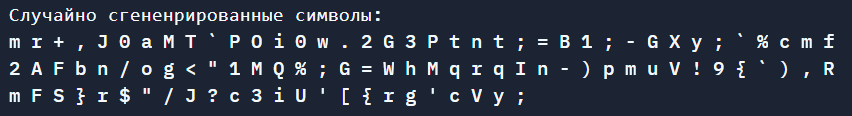 Случайно сгененрированные символы:
m r + , J 0 a M T ` P O i 0 w . 2 G 3 P t n t ; = B 1 ; - G X y ; ` % c m f
2 A F b n / o g < " 1 M Q % ; G = W h M q r q I n - ) p m u V ! 9 { ` ) , R
m F S } r $ " / J ? c 3 i U ' [ { r g ' c V y ;